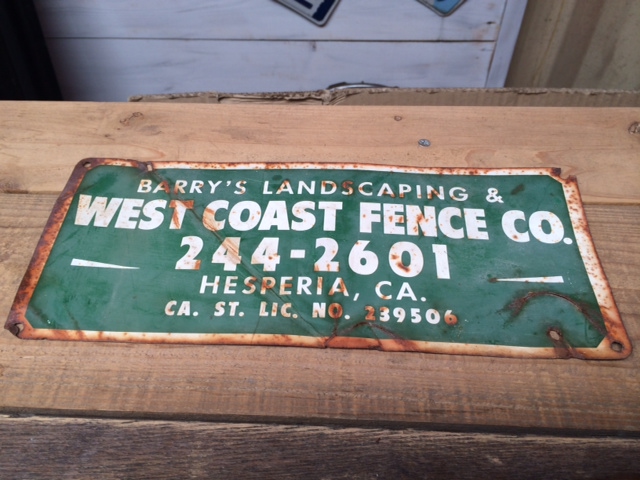 BARRY'S LANDSCAPING &
WEST COAST FENCE CO.
244-2601
HESPERIA, CA.
CA. ST. LIC. NO. 239506